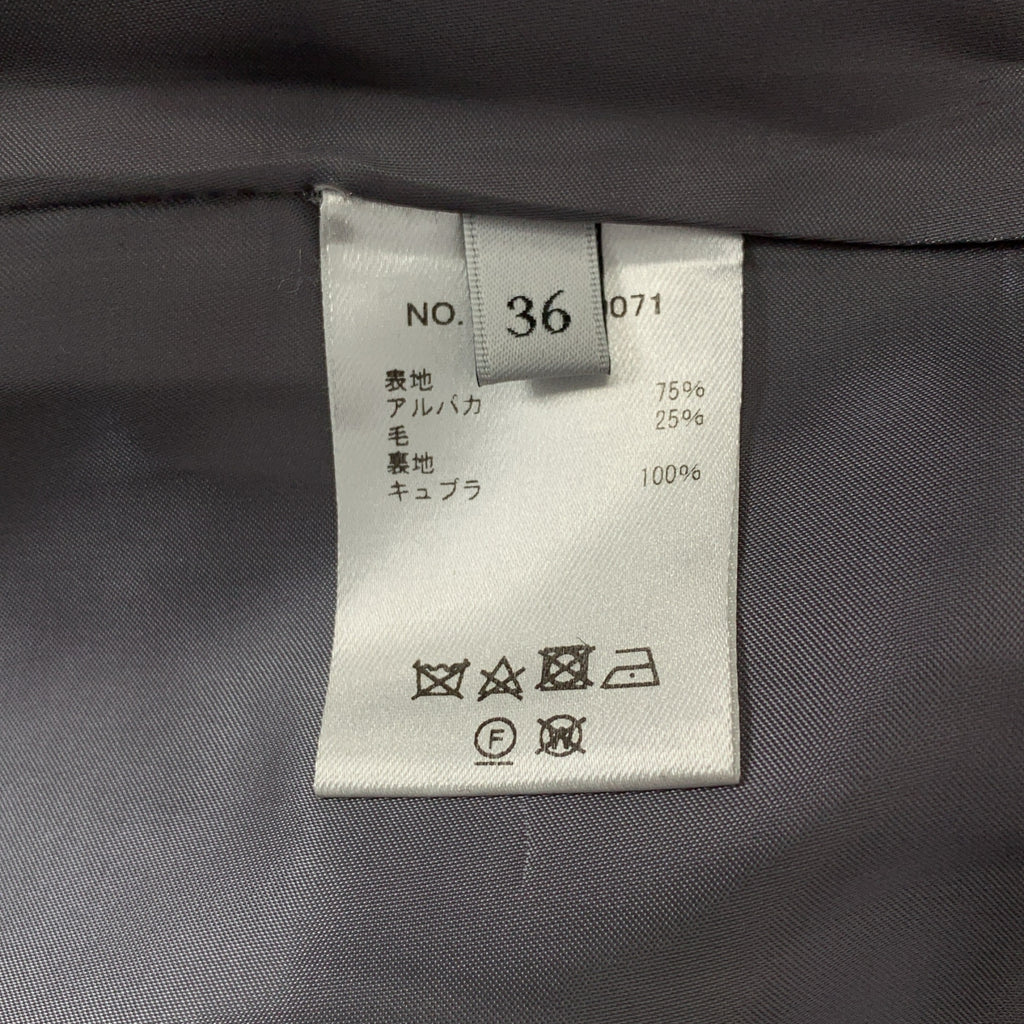 NO. 071
36
表地
アルパカ 75%
毛 25%
裏地
キュプラ 100%
F
W